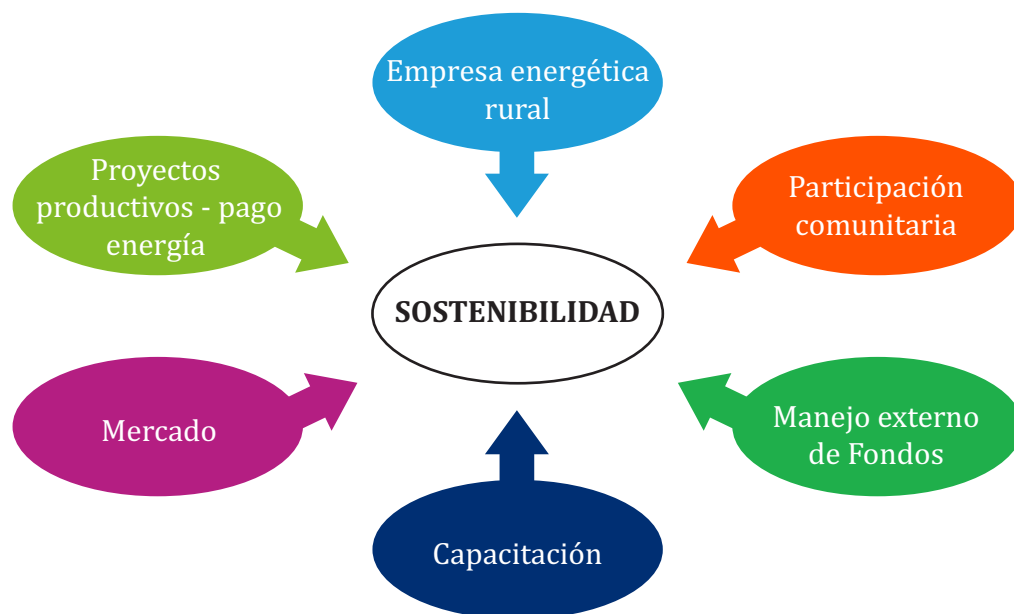 Empresa energética
rural
Proyectos
productivos - pago
energía
Participación
comunitaria
SOSTENIBILIDAD
Mercado
Manejo externo
de Fondos
Capacitación